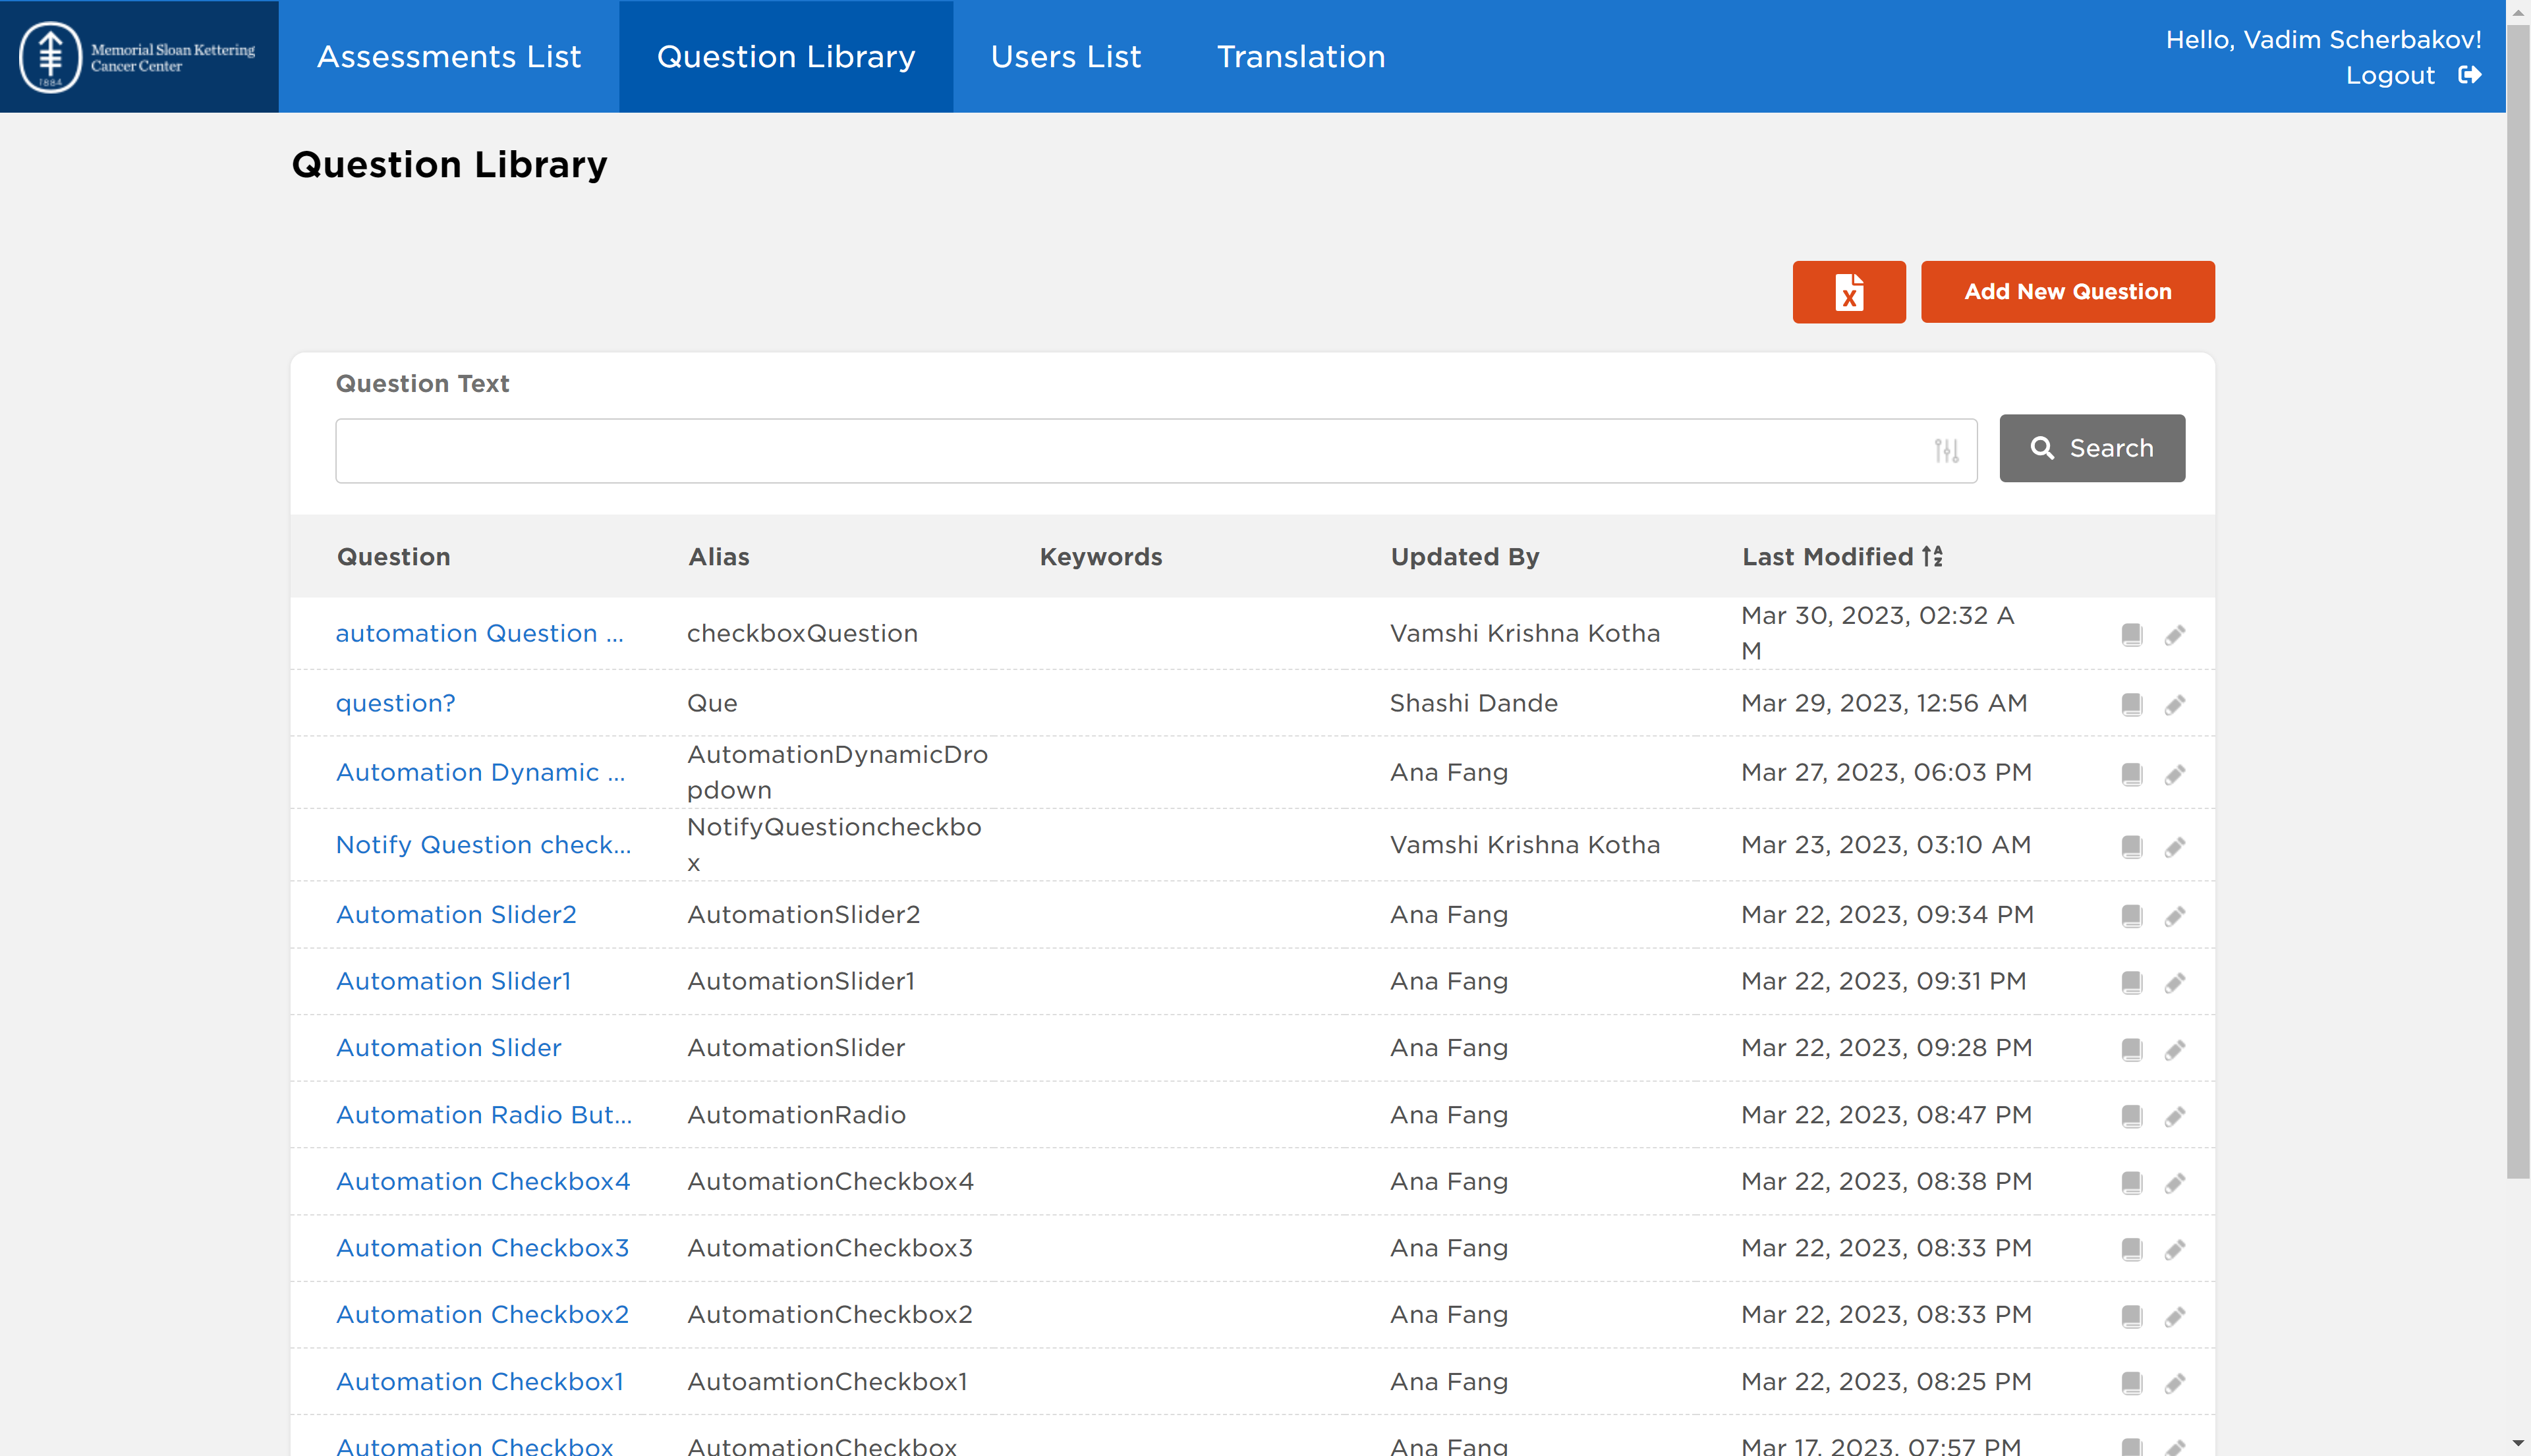 Memorial Sloan Kettering
Cancer Center
1884
Assessments List
Question Library
Users List
Translation
Hello, Vadim Scherbakov!
Logout
Question Library
X
Add New Question
Question Text
Search
Question Alias Keywords Updated By Last Modified
automation Question ... checkboxQuestion Vamshi Krishna Kotha Mar 30, 2023, 02:32 A
M
question? Que Shashi Dande Mar 29, 2023, 12:56 AM
Automation Dynamic ... AutomationDynamicDro
pdown Ana Fang Mar 27, 2023, 06:03 PM
Notify Question check... NotifyQuestioncheckbo
x Vamshi Krishna Kotha Mar 23, 2023, 03:10 AM
Automation Slider2 AutomationSlider2 Ana Fang Mar 22, 2023, 09:34 PM
Automation Slider1 AutomationSlider1 Ana Fang Mar 22, 2023, 09:31 PM
Automation Slider AutomationSlider Ana Fang Mar 22, 2023, 09:28 PM
Automation Radio But... AutomationRadio Ana Fang Mar 22, 2023, 08:47 PM
Automation Checkbox4 AutomationCheckbox4 Ana Fang Mar 22, 2023, 08:38 PM
Automation Checkbox3 AutomationCheckbox3 Ana Fang Mar 22, 2023, 08:33 PM
Automation Checkbox2 AutomationCheckbox2 Ana Fang Mar 22, 2023, 08:33 PM
Automation Checkbox1 AutoamtionCheckbox1 Ana Fang Mar 22, 2023, 08:25 PM
Automation Checkbox AutomationCheckbox Ana Fang Mar 17, 2023, 07:57 PM